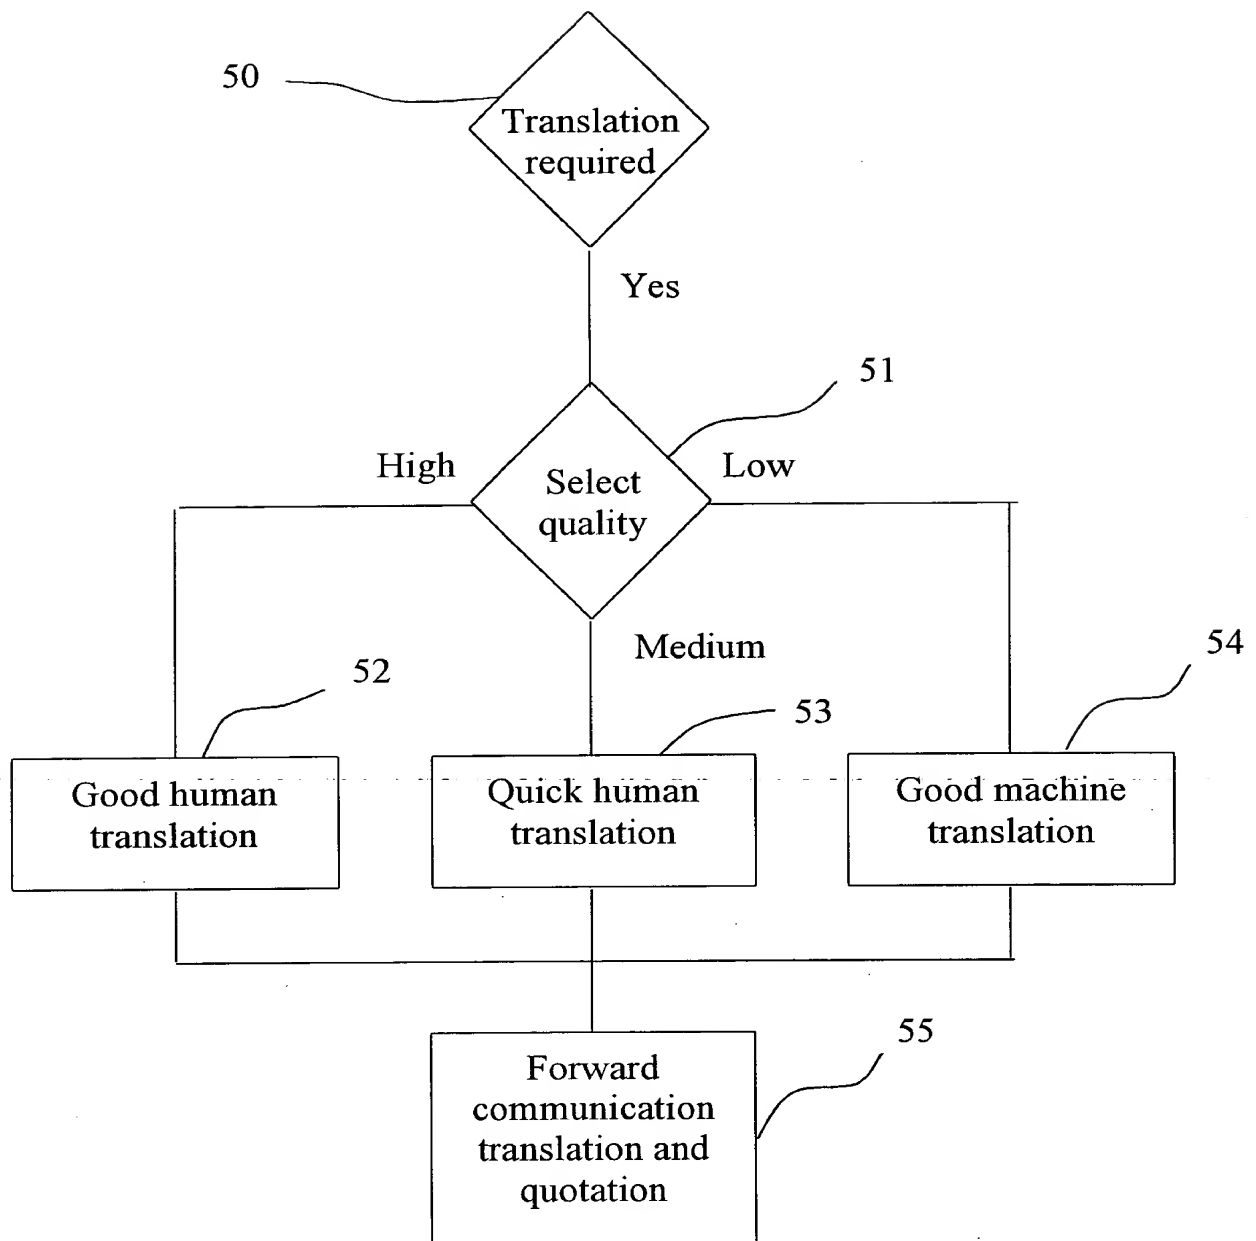 50
Translation
required
Yes
51
High
Low
Select
quality
Medium
52
53
54
Good human
translation
Quick human
translation
Good machine
translation
55
Forward
communication
translation and
quotation